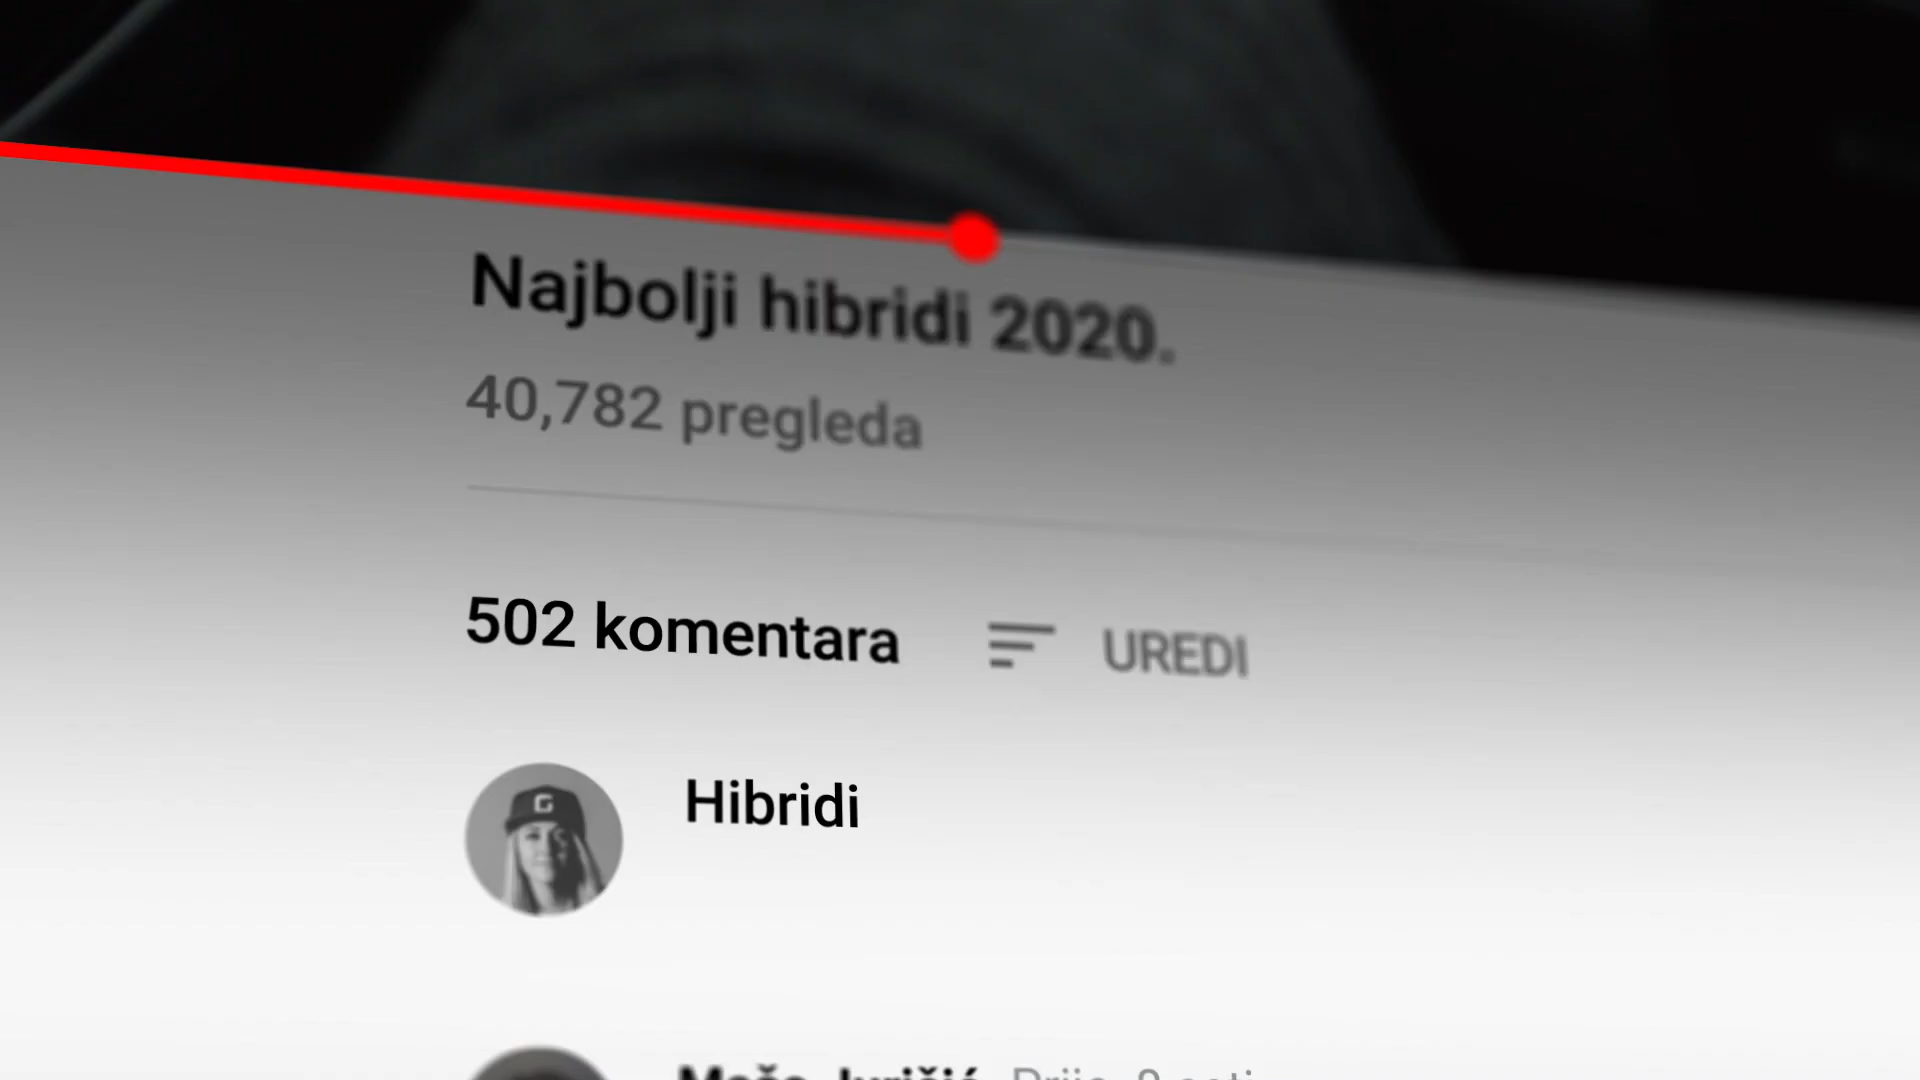 Najbolji hibridi 2020.
40,782 pregleda
502 komentara
UREDI
Hibridi